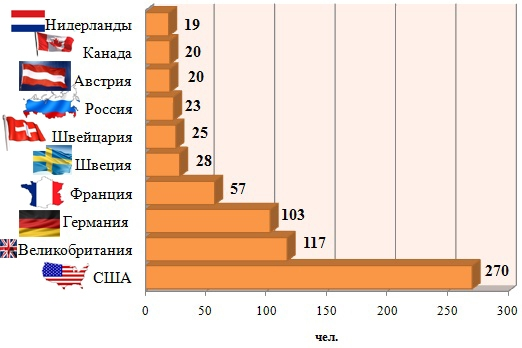 Нидерланды 19
Канада 20
Австрия 20
Россия 23
Швейцария 25
Швеция 28
Франция 57
Германия 103
Великобритания 117
США 270
0 50 100 150 200 250 300
чел.